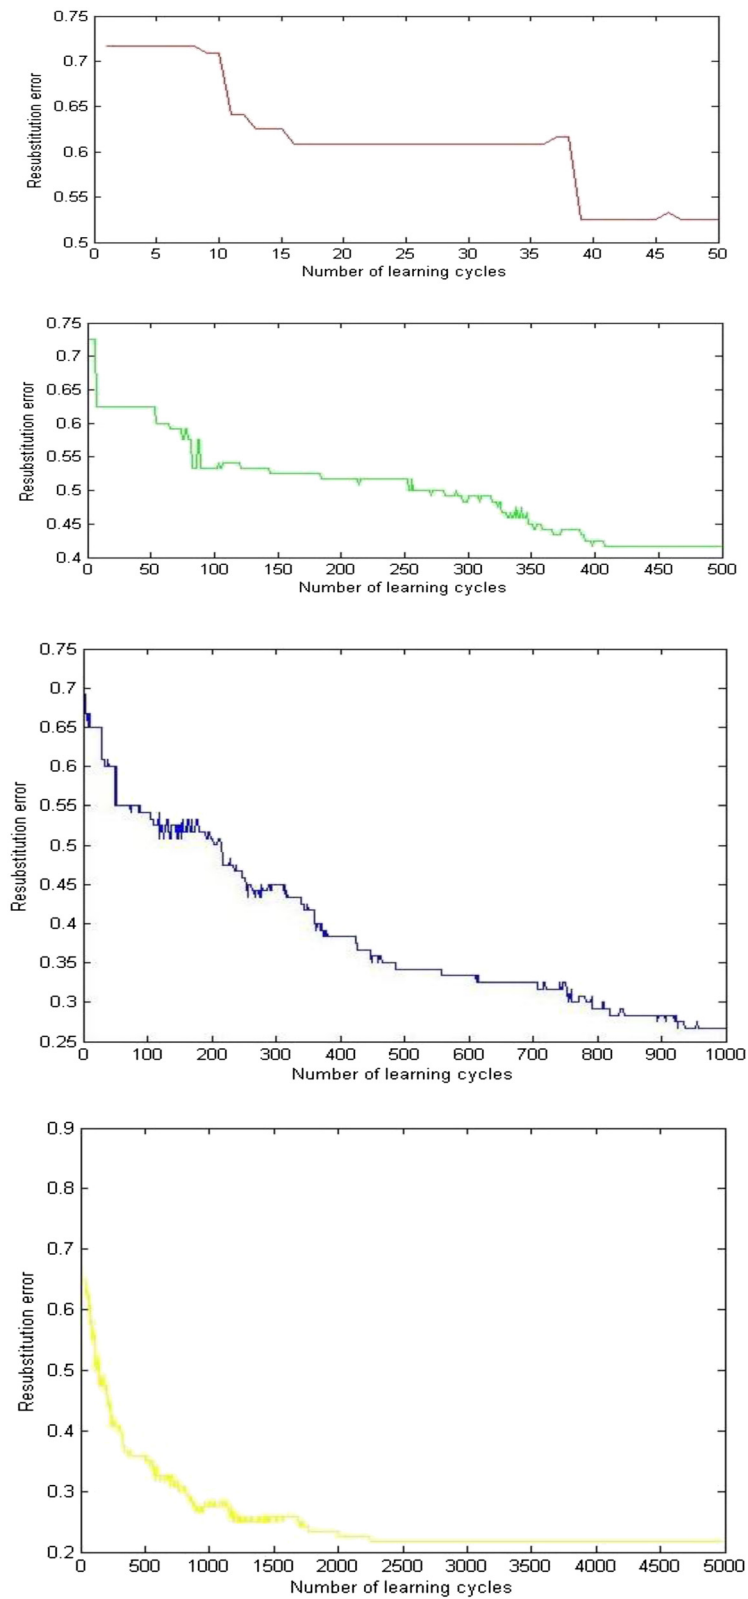 0.75
0.7
0.65
0.6
0.55
0.5
Resubstitution error
0 5 10 15 20 25 30 35 40 45 50
Number of learning cycles
0.75
0.7
0.65
0.6
0.55
0.5
0.45
0.4
Resubstitution error
0 50 100 150 200 250 300 350 400 450 500
Number of learning cycles
0.75
0.7
0.65
0.6
0.55
0.5
0.45
0.4
0.35
0.3
0.25
Resubstitution error
0 100 200 300 400 500 600 700 800 900 1000
Number of learning cycles
0.9
0.8
0.7
0.6
0.5
0.4
0.3
0.2
Resubstitution error
0 500 1000 1500 2000 2500 3000 3500 4000 4500 5000
Number of learning cycles